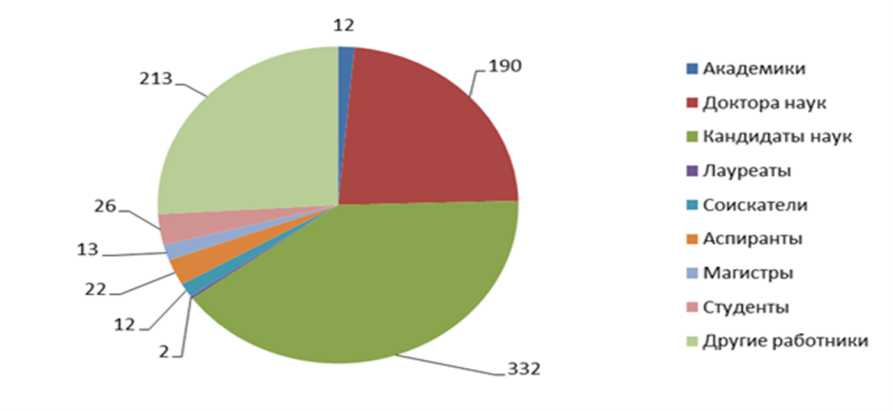 12
190
213
26
13
22
12
2
332
Академики
Доктора наук
Кандидаты наук
Лауреаты
Соискатели
Аспиранты
Магистры
Студенты
Другие работники